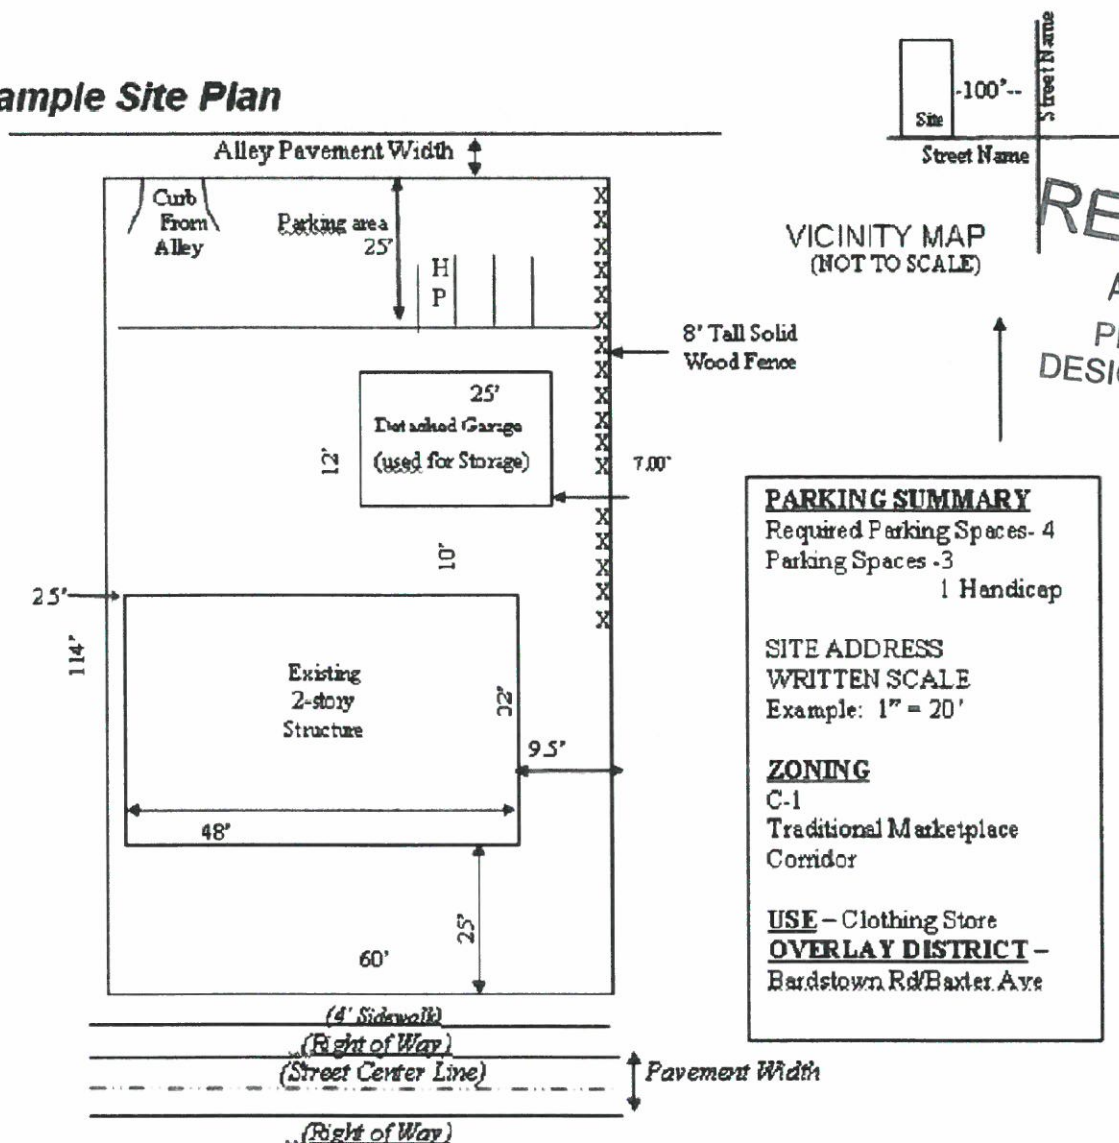 ample Site Plan
Alley Pavement Width
Curb
From
Alley
Parking area
25'
H
P
8' Tall Solid
Wood Fence
25'
Detached Garage
(used for Storage)
12'
7.00'
10'
2.5'
114'
Existing
2-story
Structure
32'
9.5'
48'
25'
60'
(4' Sidewalk)
(Right of Way)
(Street Center Line)
Pavement Width
(Right of Way)
Site
-100'--
Street Name
Street Name
VICINITY MAP
(NOT TO SCALE)
RE
A
P
DESIG
PARKING SUMMARY
Required Parking Spaces- 4
Parking Spaces -3
1 Handicap
SITE ADDRESS
WRITTEN SCALE
Example: 1" = 20'
ZONING
C-1
Traditional Marketplace
Corridor
USE – Clothing Store
OVERLAY DISTRICT –
Bardstown Rd/Baxter Ave